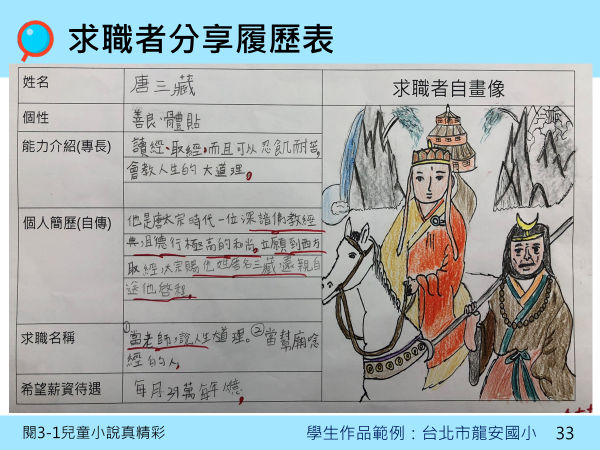 求職者分享履歷表
姓名
唐三藏
求職者自畫像
個性
善良、體貼
能力介紹(專長)
讀經、取經,而且可以忍飢耐苦,
會教人生的大道理。
個人簡歷(自傳)
他是唐太宗時代一位深諳佛教經
典沮德行極高的和尚,立願到西方
取經,太宗賜他姓唐名三藏,還親自
送他啓程。
求職名稱
①當老師,說人生大道理。②當幫廟唸
經的人。
希望薪資待遇
每月
萬每年
億。
閱3-1兒童小說真精彩
學生作品範例：台北市龍安國小
33